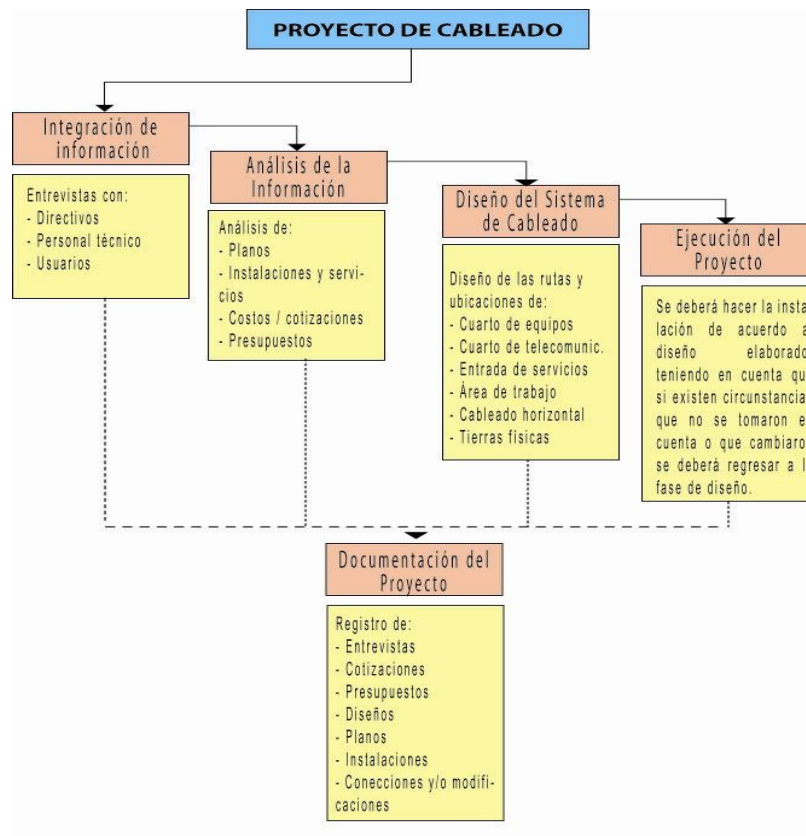 PROYECTO DE CABLEADO
Integración de
información
Entrevistas con:
- Directivos
- Personal técnico
- Usuarios
Análisis de la
Información
Análisis de:
- Planos
- Instalaciones y servi-
cios
- Costos / cotizaciones
- Presupuestos
Diseño del Sistema
de Cableado
Diseño de las rutas y
ubicaciones de:
- Cuarto de equipos
- Cuarto de telecomunic.
- Entrada de servicios
- Área de trabajo
- Cableado horizontal
- Tierras físicas
Ejecución del
Proyecto
Se deberá hacer la insta
lación de acuerdo a
diseño elaborado
teniendo en cuenta qu
si existen circunstancia
que no se tomaron e
cuenta o que cambiaro
se deberá regresar a l
fase de diseño.
Documentación del
Proyecto
Registro de:
- Entrevistas
- Cotizaciones
- Presupuestos
- Diseños
- Planos
- Instalaciones
- Conecciones y/o modifi-
caciones